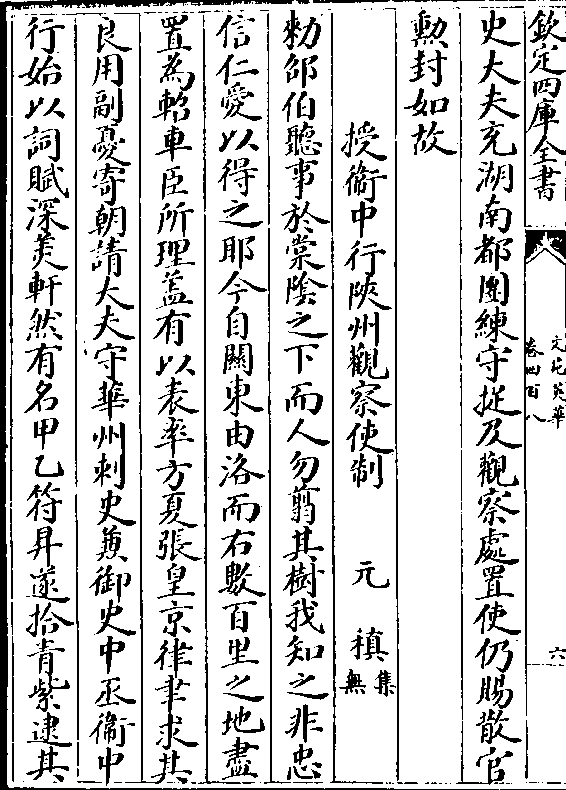 欽定四庫全書
文苑英華
卷四百八
六
史大夫充湖南都團練守捉及觀察處置使仍賜散官
勲封如故
授衞中行陜州觀察使制 元稹 集無
勑邵伯聽事於棠陰之下而人勿翦其樹我知之非忠
信仁愛以得之耶今自關東由洛而右數百里之地盡
置為軺車臣所理葢有以表率方夏張皇京律聿求其
良用副憂寄朝請大夫守華州刺史兼御史中丞衞中
行始以詞賦深美軒然有名甲乙符昇遂拾青紫逮其